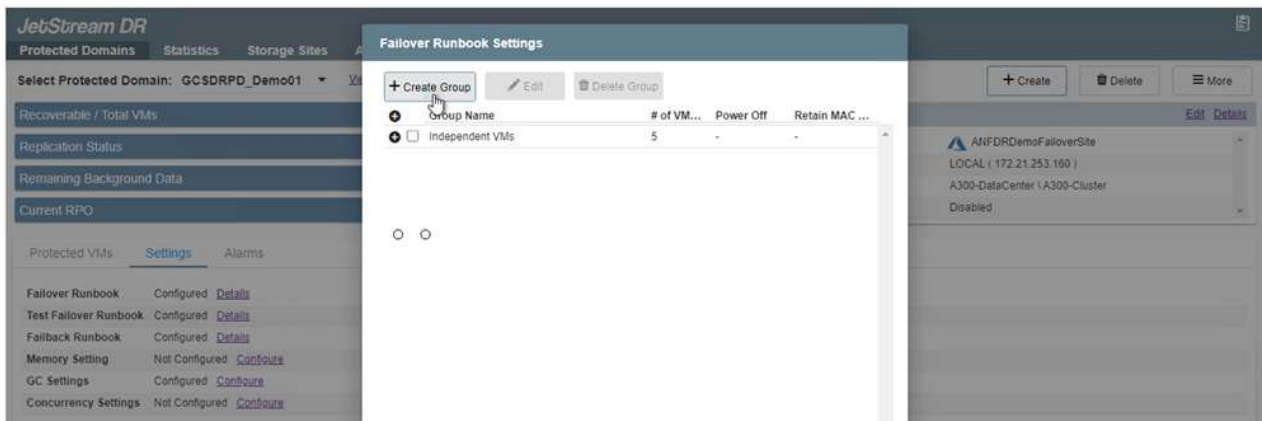 JetStream DR
Protected Domains Statistics Storage Sites A
Select Protected Domain: GCSDRPD_Demo01
+ Create Delete More
Recoverable / Total VMs
Edit Details
Replication Status
Remaining Background Data
Current RPO
ANFDRDemoFailoverSite
LOCAL ( 172.21.253.160 )
A300-DataCenter \ A300-Cluster
Disabled
Protected VMs Settings Alarms
Failover Runbook Configured Details
Test Failover Runbook Configured Details
Failback Runbook Configured Details
Memory Setting Not Configured Configure
GC Settings Configured Configure
Concurrency Settings Not Configured Configure
Failover Runbook Settings
+ Create Group Edit Delete Group
Group Name # of VM... Power Off Retain MAC ...
Independent VMs 5 - -